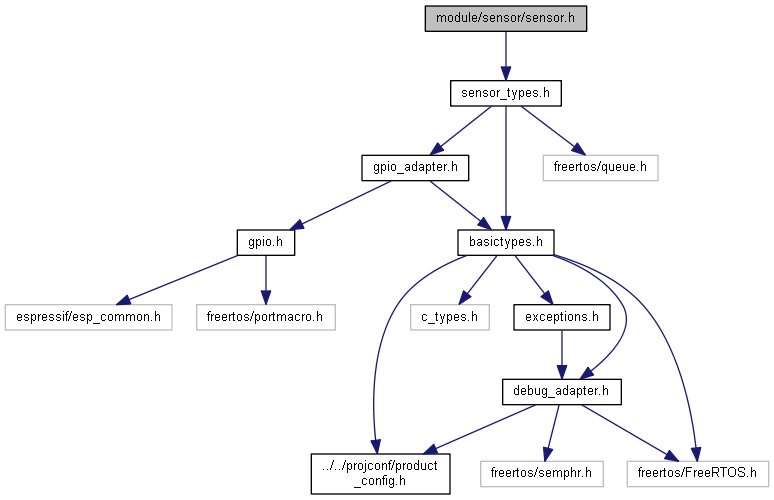 module/sensor/sensor.h
sensor_types.h
gpio_adapter.h
freertos/queue.h
gpio.h
basictypes.h
espressif/esp_common.h
freertos/portmacro.h
c_types.h
exceptions.h
debug_adapter.h
../../projconf/product
_config.h
freertos/semphr.h
freertos/FreeRTOS.h